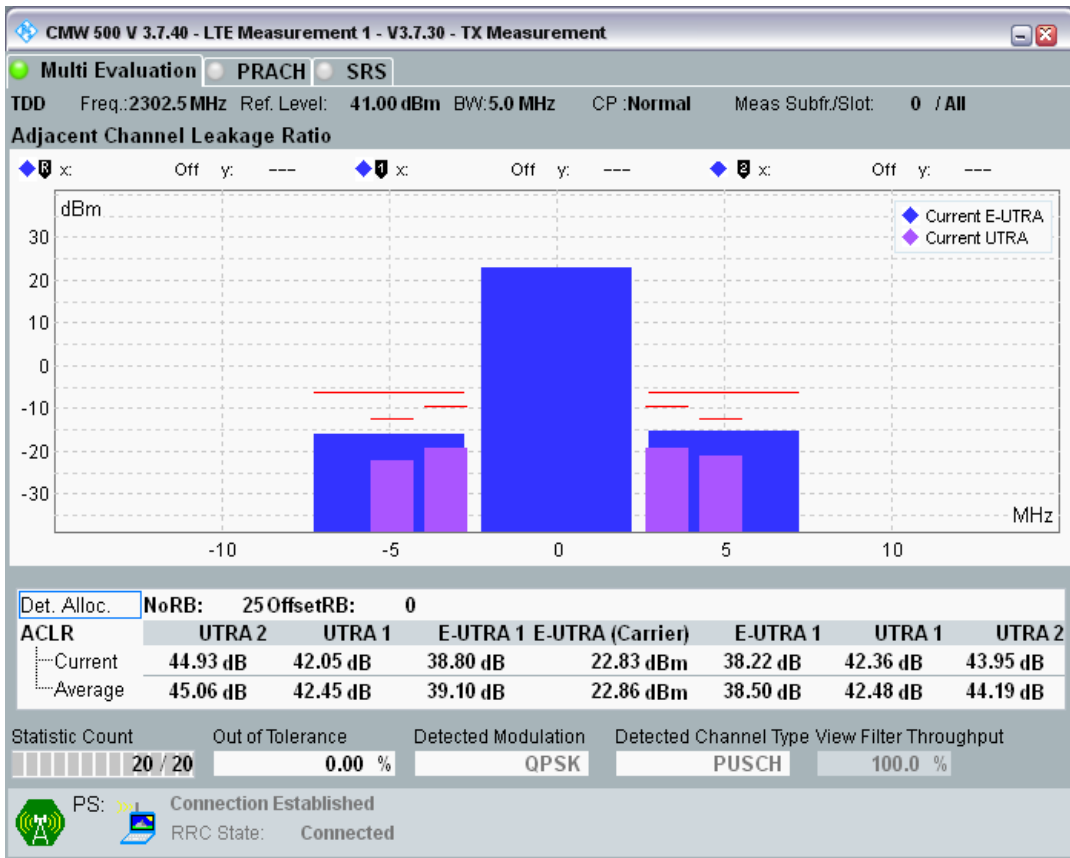 CMW 500 V 3.7.40 - LTE Measurement 1 - V3.7.30 - TX Measurement
Multi Evaluation PRACH SRS
TDD Freq.:2302.5 MHz Ref. Level: 41.00 dBm BW:5.0 MHz CP :Normal Meas Subfr./Slot: 0 / All
Adjacent Channel Leakage Ratio
R x: Off y: --- 1 x: Off y: --- 2 x: Off y: ---
dBm
Current E-UTRA
Current UTRA
30
20
10
0
-10
-20
-30
MHz
-10 -5 0 5 10
Det. Alloc. NoRB: 25 OffsetRB: 0
ACLR UTRA 2 UTRA 1 E-UTRA 1 E-UTRA (Carrier) E-UTRA 1 UTRA 1 UTRA 2
Current 44.93 dB 42.05 dB 38.80 dB 22.83 dBm 38.22 dB 42.36 dB 43.95 dB
Average 45.06 dB 42.45 dB 39.10 dB 22.86 dBm 38.50 dB 42.48 dB 44.19 dB
Statistic Count Out of Tolerance Detected Modulation Detected Channel Type View Filter Throughput
20 / 20 0.00 % QPSK PUSCH 100.0 %
PS: Connection Established
RRC State: Connected